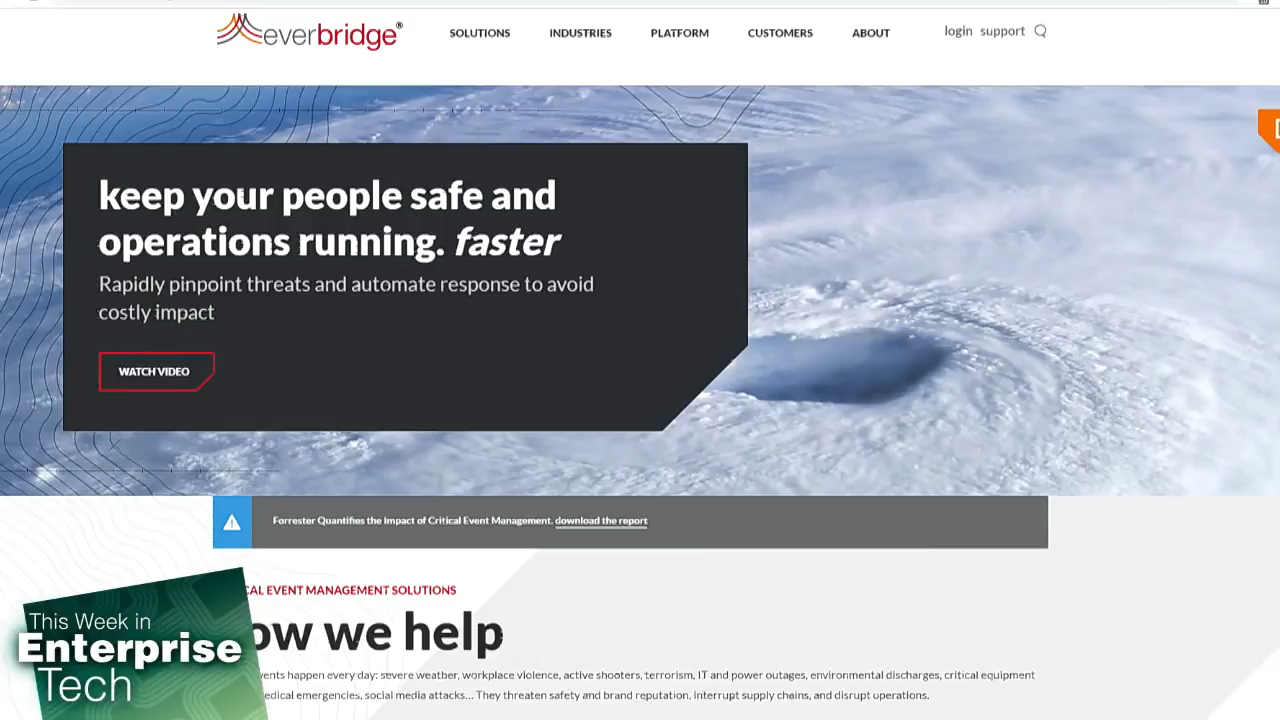 everbridge®
SOLUTIONS INDUSTRIES PLATFORM CUSTOMERS ABOUT login support
keep your people safe and
operations running. faster
Rapidly pinpoint threats and automate response to avoid
costly impact
WATCH VIDEO
Forrester Quantifies the Impact of Critical Event Management. download the report
CAL EVENT MANAGEMENT SOLUTIONS
ow we help
vents happen every day: severe weather, workplace violence, active shooters, terrorism, IT and power outages, environmental discharges, critical equipment
edical emergencies, social media attacks... They threaten safety and brand reputation, interrupt supply chains, and disrupt operations.
This Week in
Enterprise
Tech